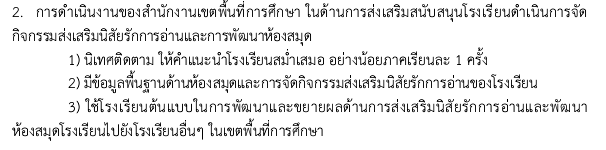 2. การดำเนินงานของสำนักงานเขตพื้นที่การศึกษา ในด้านการส่งเสริมสนับสนุนโรงเรียนดำเนินการจัด
กิจกรรมส่งเสริมนิสัยรักการอ่านและการพัฒนาห้องสมุด
1) นิเทศติดตาม ให้คำแนะนำโรงเรียนสม่ำเสมอ อย่างน้อยภาคเรียนละ 1 ครั้ง
2) มีข้อมูลพื้นฐานด้านห้องสมุดและการจัดกิจกรรมส่งเสริมนิสัยรักการอ่านของโรงเรียน
3) ใช้โรงเรียนต้นแบบในการพัฒนาและขยายผลด้านการส่งเสริมนิสัยรักการอ่านและพัฒนา
ห้องสมุดโรงเรียนไปยังโรงเรียนอื่นๆ ในเขตพื้นที่การศึกษา